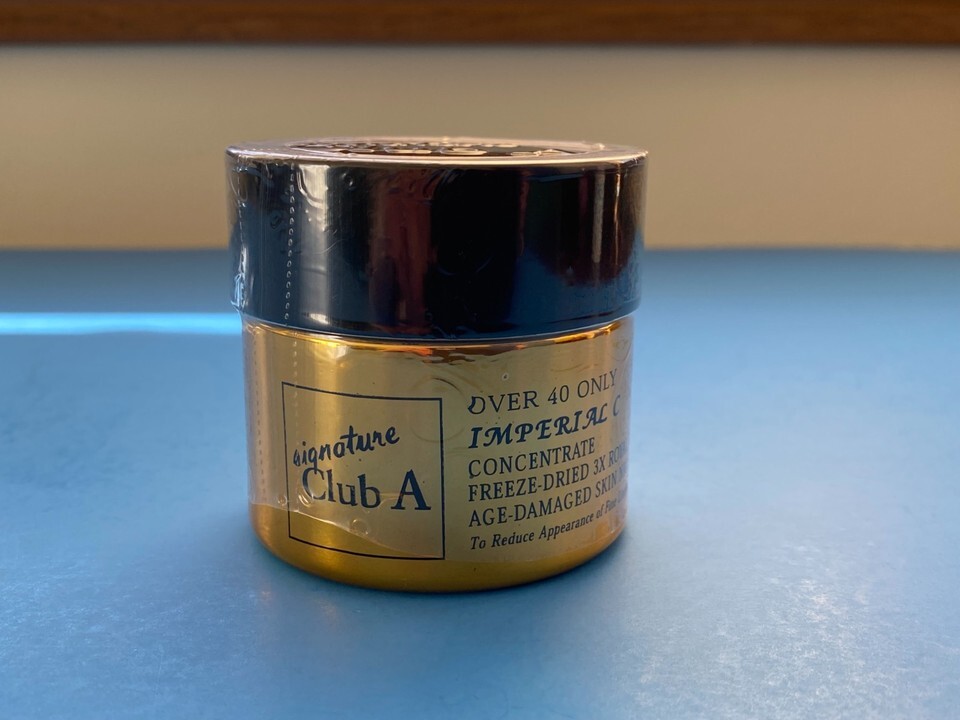 signature
Club A
OVER 40 ONLY
IMPERIAL C
CONCENTRATE
FREEZE-DRIED 3X
AGE-DAMAGED SKIN
To Reduce Appearance of